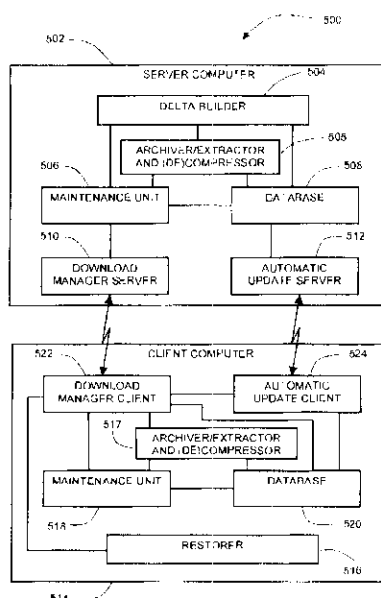 500
502
SERVER COMPUTER
504
DELTA BUILDER
ARCHIVER/EXTRACTOR
AND (DE)COMPRESSOR
505
506
508
MAINTENANCE UNIT
DATABASE
510
512
DOWNLOAD
MANAGER SERVER
AUTOMATIC
UPDATE SERVER
522
CLIENT COMPUTER
524
DOWNLOAD
MANAGER CLIENT
AUTOMATIC
UPDATE CLIENT
517
ARCHIVER/EXTRACTOR
AND (DE)COMPRESSOR
MAINTENANCE UNIT
DATABASE
518
520
RESTORER
516
514